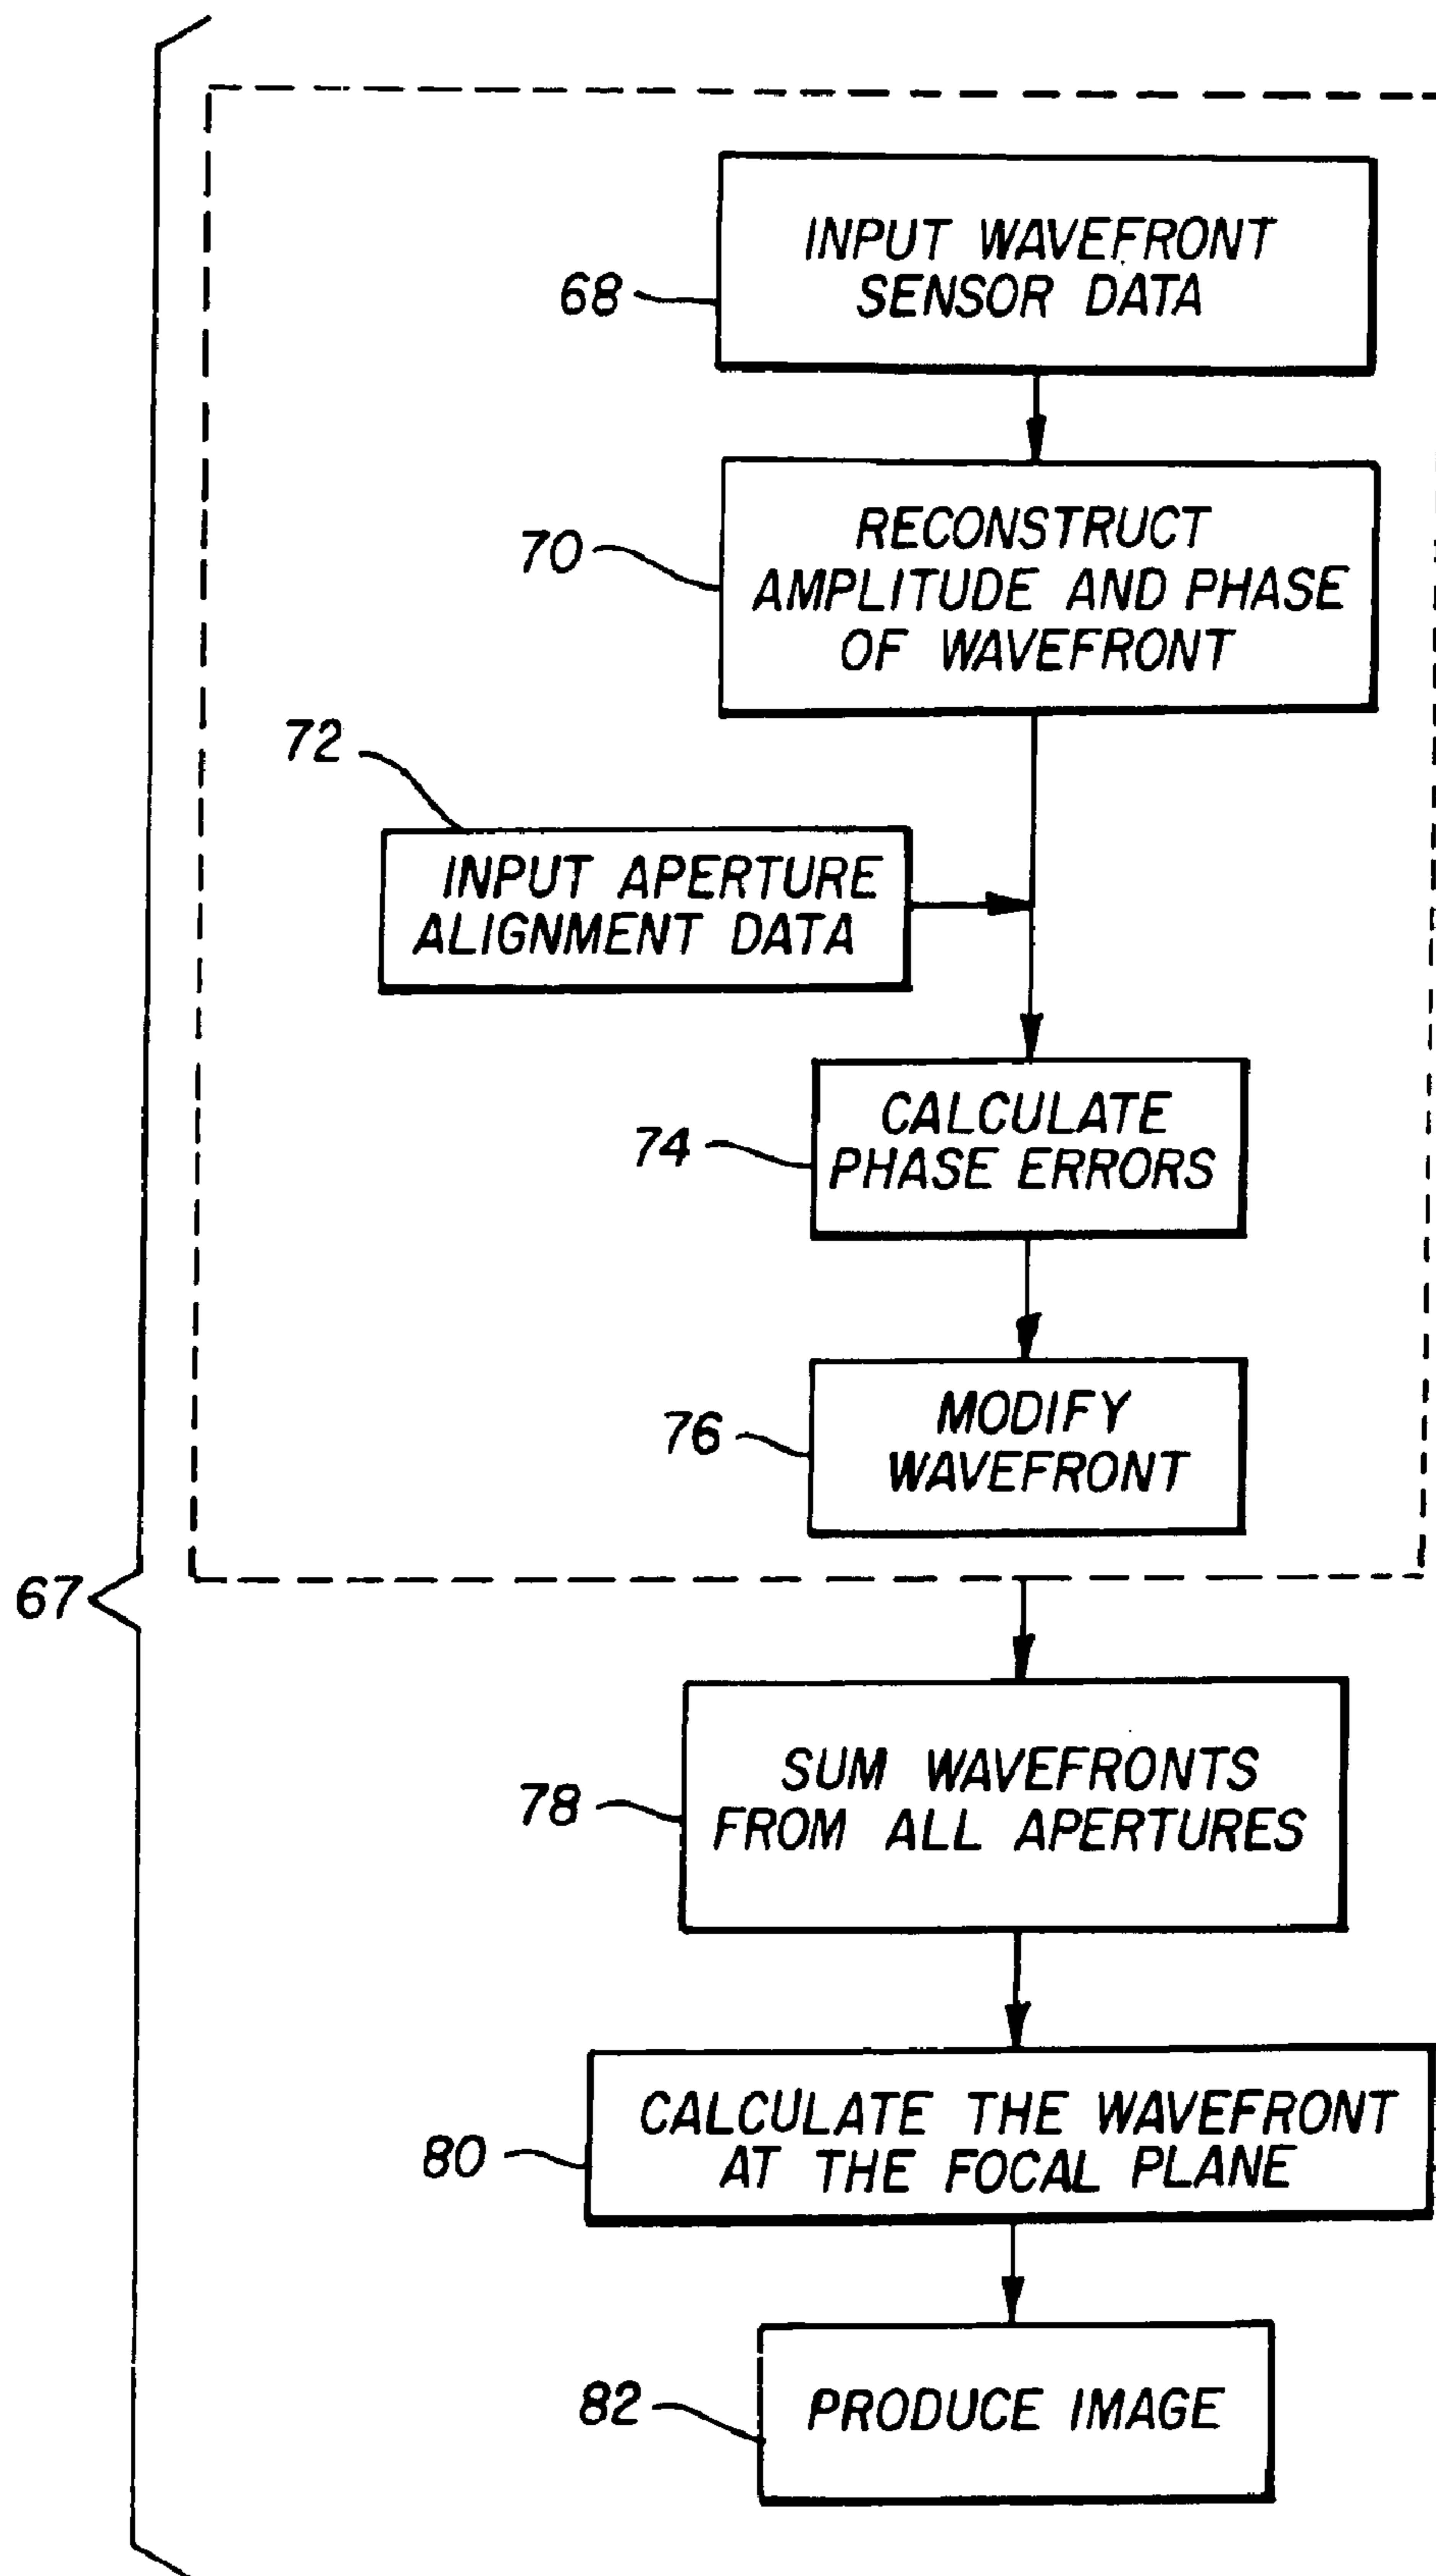 INPUT WAVEFRONT
SENSOR DATA
68
RECONSTRUCT
AMPLITUDE AND PHASE
OF WAVEFRONT
70
72
INPUT APERTURE
ALIGNMENT DATA
CALCULATE
PHASE ERRORS
74
MODIFY
WAVEFRONT
76
67
SUM WAVEFRONTS
FROM ALL APERTURES
78
CALCULATE THE WAVEFRONT
AT THE FOCAL PLANE
80
PRODUCE IMAGE
82